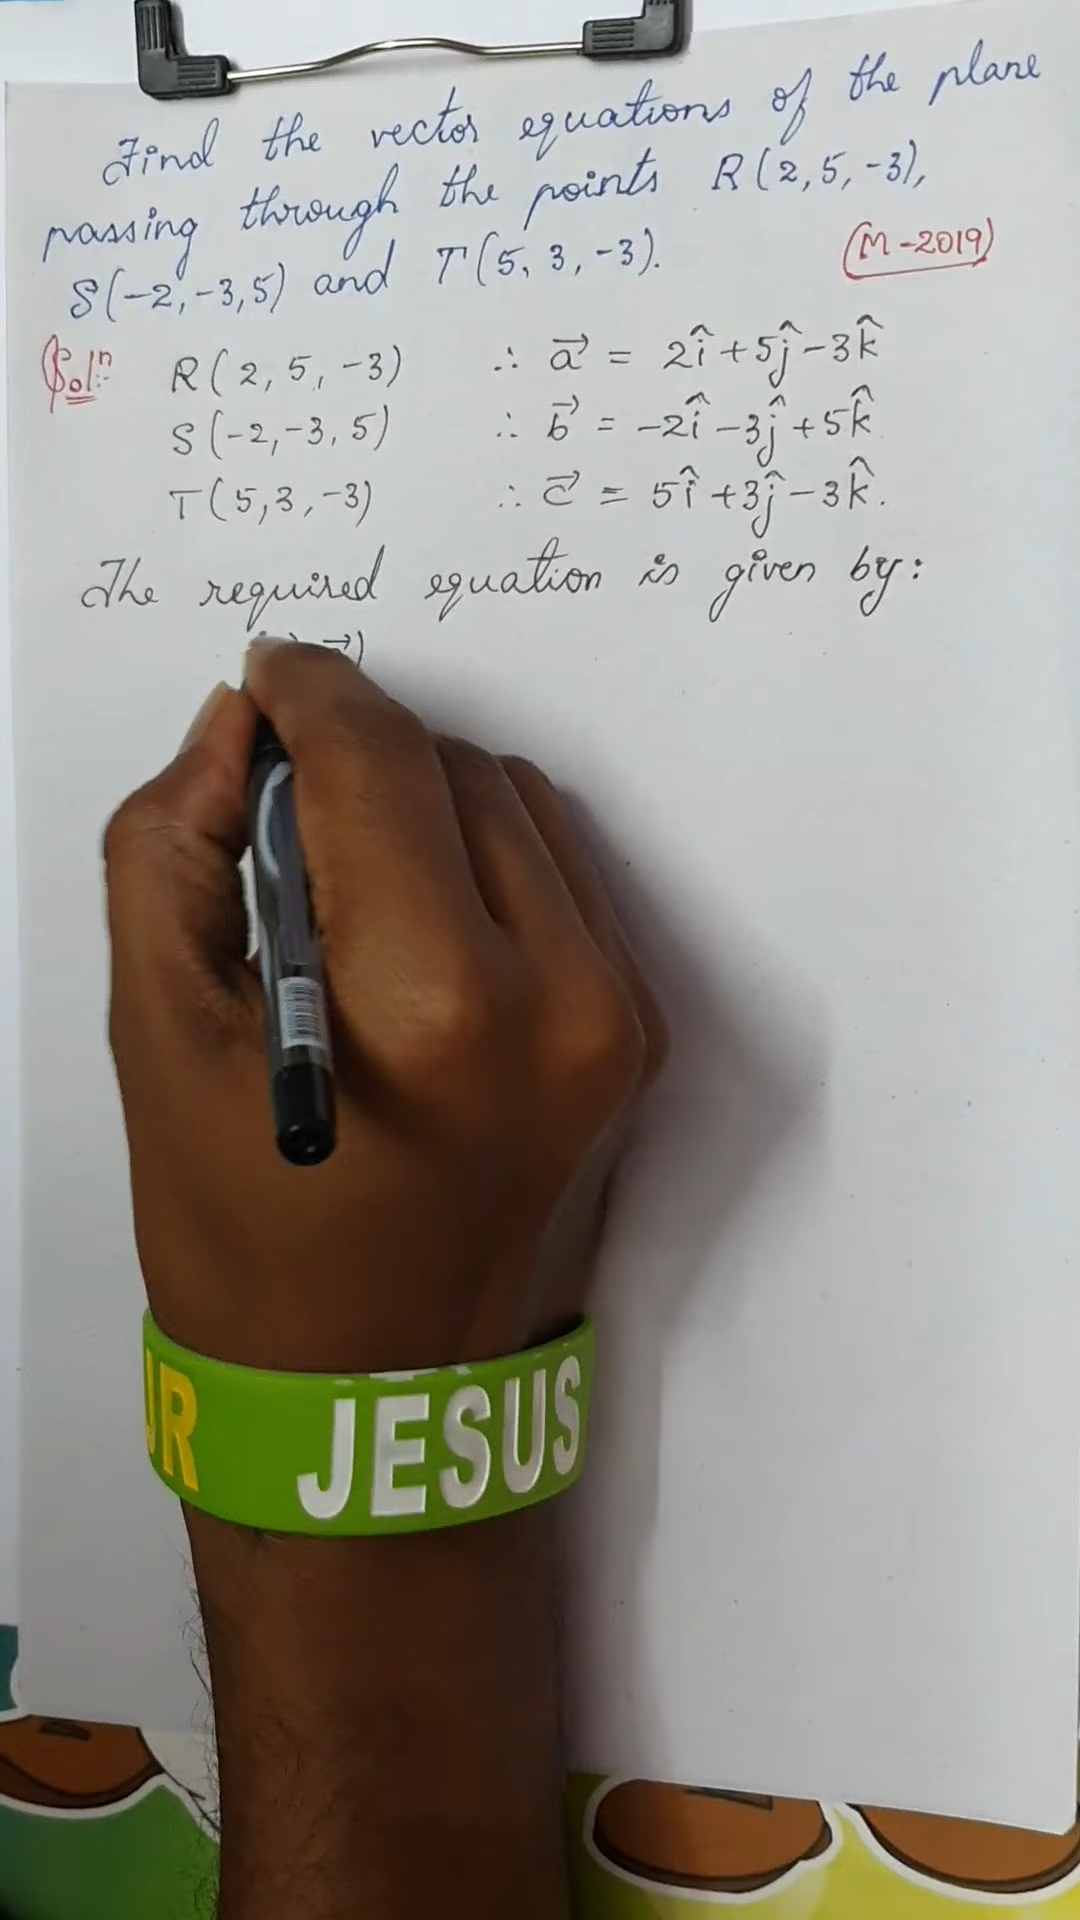 Find the vector equations of the plane
passing through the points R(2, 5, -3),
S(-2, -3, 5) and T(5, 3, -3).
(M-2019)
Solⁿ:-
R(2, 5, -3) ∴ a⃗ = 2î + 5ĵ - 3k̂
S(-2, -3, 5) ∴ b⃗ = -2î - 3ĵ + 5k̂
T(5, 3, -3) ∴ c⃗ = 5î + 3ĵ - 3k̂.
The required equation is given by:
UR JESUS